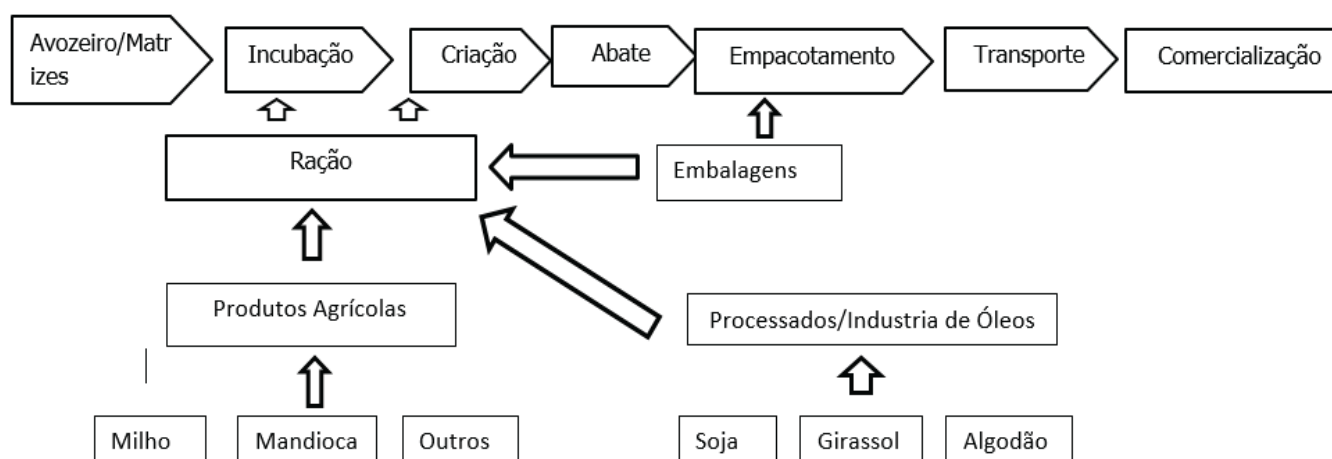 Avozeiro/Matr
izes
Incubação
Criação
Abate
Empacotamento
Transporte
Comercialização
Ração
Embalagens
Produtos Agrícolas
Processados/Industria de Óleos
Milho
Mandioca
Outros
Soja
Girassol
Algodão